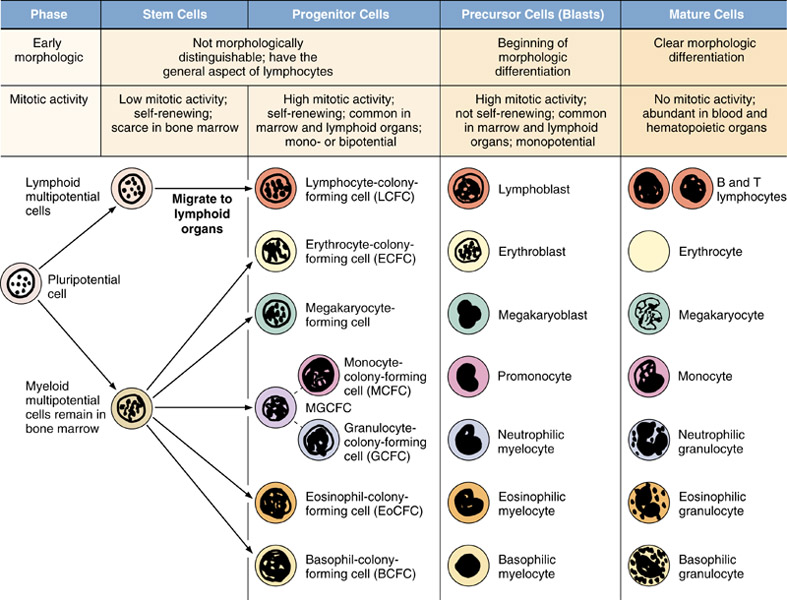 Phase
Stem Cells
Progenitor Cells
Precursor Cells (Blasts)
Mature Cells
Early
morphologic
Not morphologically
distinguishable; have the
general aspect of lymphocytes
Beginning of
morphologic
differentiation
Clear morphologic
differentiation
Mitotic activity
Low mitotic activity;
self-renewing;
scarce in bone marrow
High mitotic activity;
self-renewing; common in
marrow and lymphoid organs;
mono- or bipotential
High mitotic activity;
not self-renewing; common
in marrow and lymphoid
organs; monopotential
No mitotic activity;
abundant in blood and
hematopoietic organs
Lymphoid
multipotential
cells
Migrate to
lymphoid
organs
Lymphocyte-colony-
forming cell (LCFC)
Lymphoblast
B and T
lymphocytes
Erythrocyte-colony-
forming cell (ECFC)
Erythroblast
Erythrocyte
Pluripotential
cell
Megakaryocyte-
forming cell
Megakaryoblast
Megakaryocyte
Myeloid
multipotential
cells remain in
bone marrow
Monocyte-
colony-forming
cell (MCFC)
MGCFC
Granulocyte-
colony-forming
cell (GCFC)
Promonocyte
Monocyte
Neutrophilic
myelocyte
Neutrophilic
granulocyte
Eosinophil-colony-
forming cell (EoCFC)
Eosinophilic
myelocyte
Eosinophilic
granulocyte
Basophil-colony-
forming cell (BCFC)
Basophilic
myelocyte
Basophilic
granulocyte